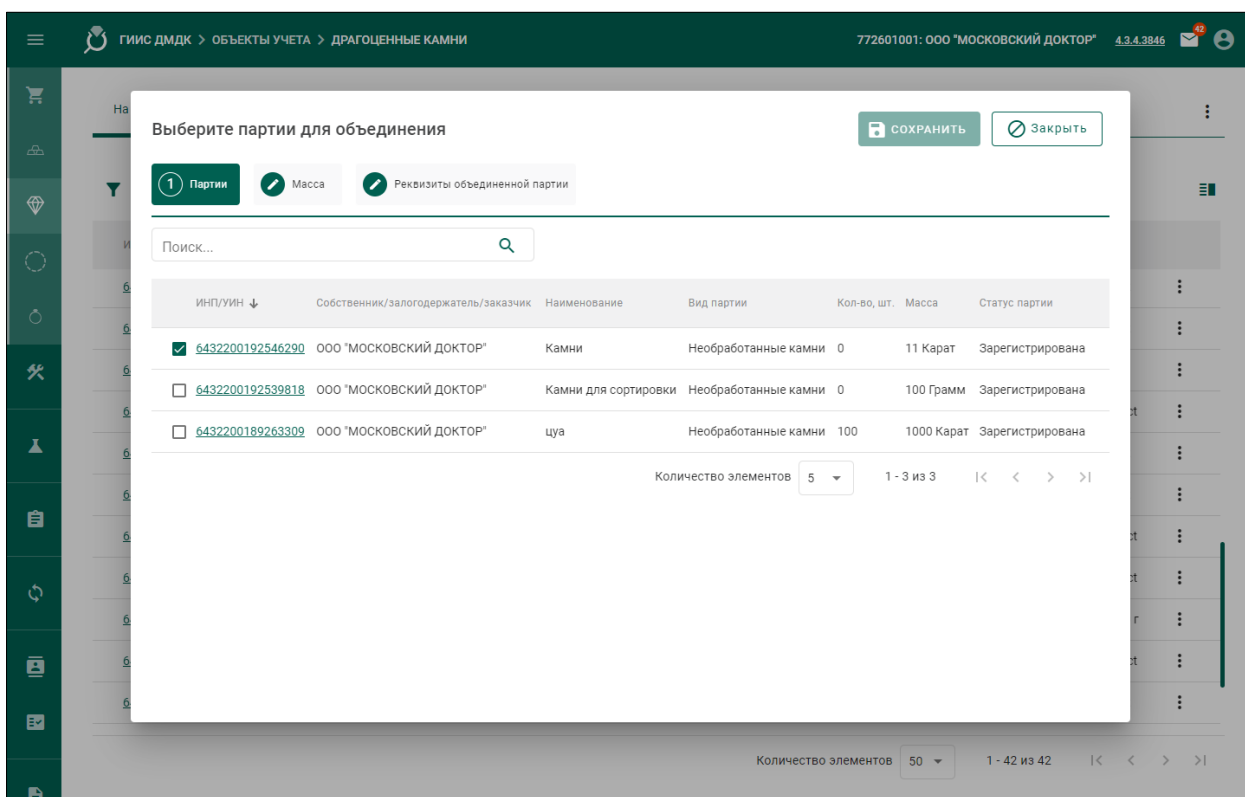 ГИИС ДМДК > ОБЪЕКТЫ УЧЕТА > ДРАГОЦЕННЫЕ КАМНИ 772601001: ООО "МОСКОВСКИЙ ДОКТОР" 4.3.4.3846 42
На
Выберите партии для объединения СОХРАНИТЬ Закрыть
1 Партии Масса Реквизиты объединенной партии
Поиск...
ИНП/УИН Собственник/залогодержатель/заказчик Наименование Вид партии Кол-во, шт. Масса Статус партии
6432200192546290 ООО "МОСКОВСКИЙ ДОКТОР" Камни Необработанные камни 0 11 Карат Зарегистрирована
6432200192539818 ООО "МОСКОВСКИЙ ДОКТОР" Камни для сортировки Необработанные камни 0 100 Грамм Зарегистрирована
6432200189263309 ООО "МОСКОВСКИЙ ДОКТОР" цуа Необработанные камни 100 1000 Карат Зарегистрирована
Количество элементов 5 1 - 3 из 3
Количество элементов 50 1 - 42 из 42